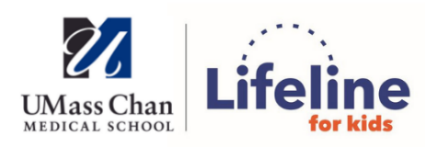 UMass Chan
MEDICAL SCHOOL
Lifeline
for kids